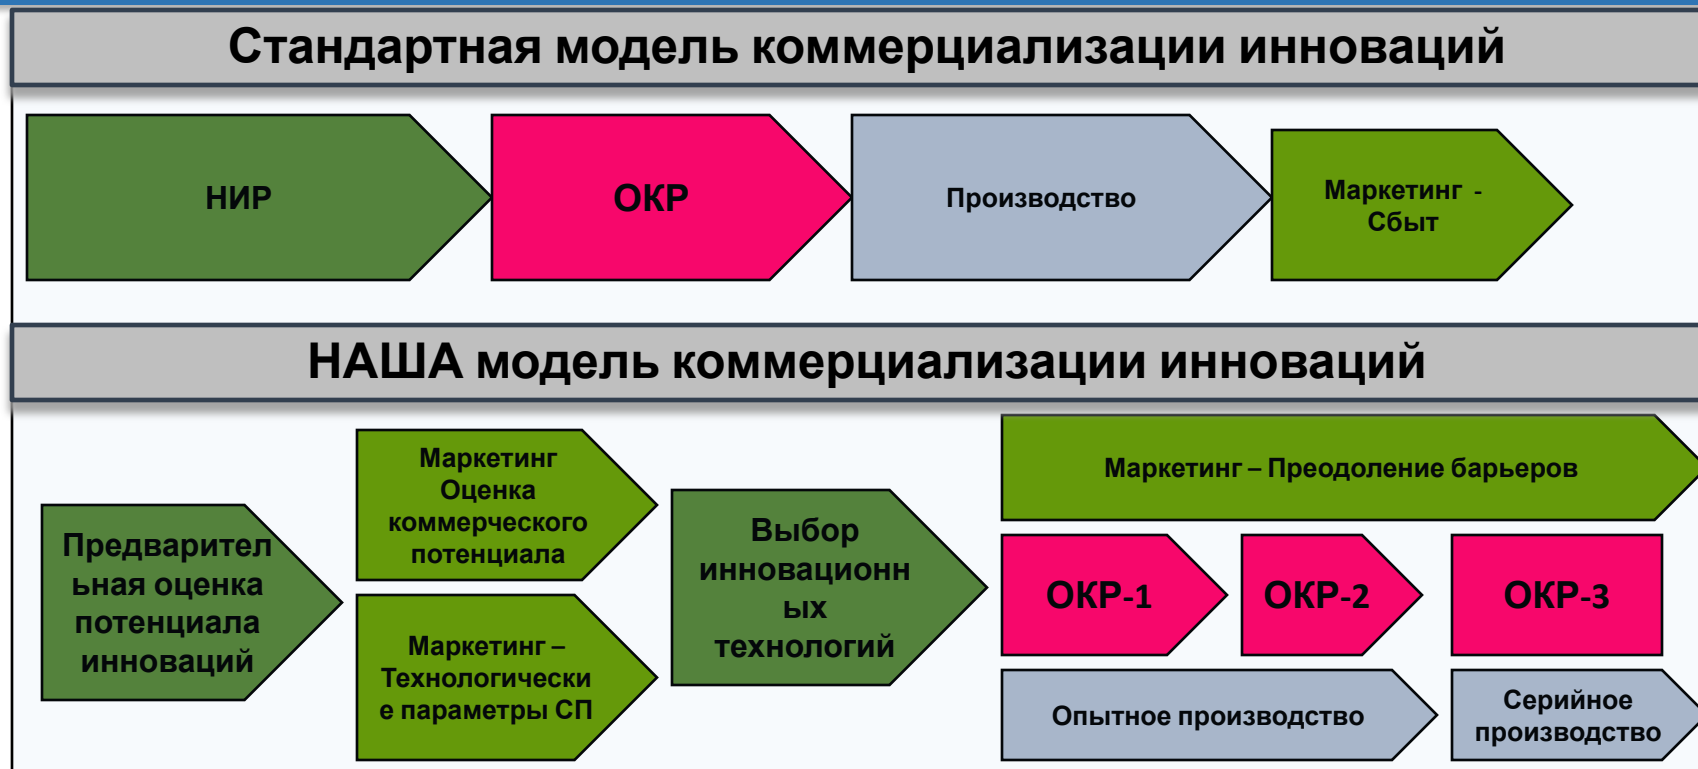 Стандартная модель коммерциализации инноваций
НИР
ОКР
Производство
Маркетинг -
Сбыт
НАША модель коммерциализации инноваций
Предварител
ьная оценка
потенциала
инноваций
Маркетинг
Оценка
коммерческого
потенциала
Маркетинг –
Технологически
е параметры СП
Выбор
инновационн
ых
технологий
Маркетинг – Преодоление барьеров
ОКР-1
ОКР-2
ОКР-3
Опытное производство
Серийное
производство